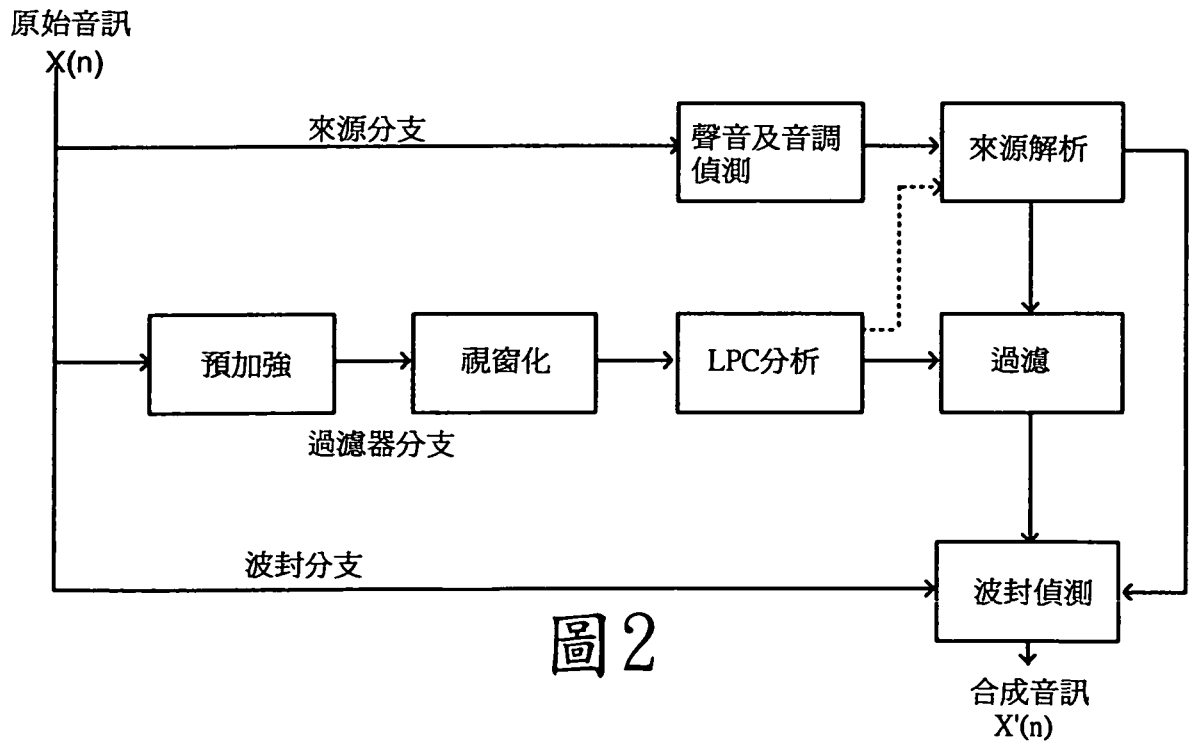 原始音訊
X(n)
來源分支
聲音及音調
偵測
來源解析
預加強
視窗化
LPC分析
過濾
過濾器分支
波封分支
波封偵測
圖2
合成音訊
X'(n)